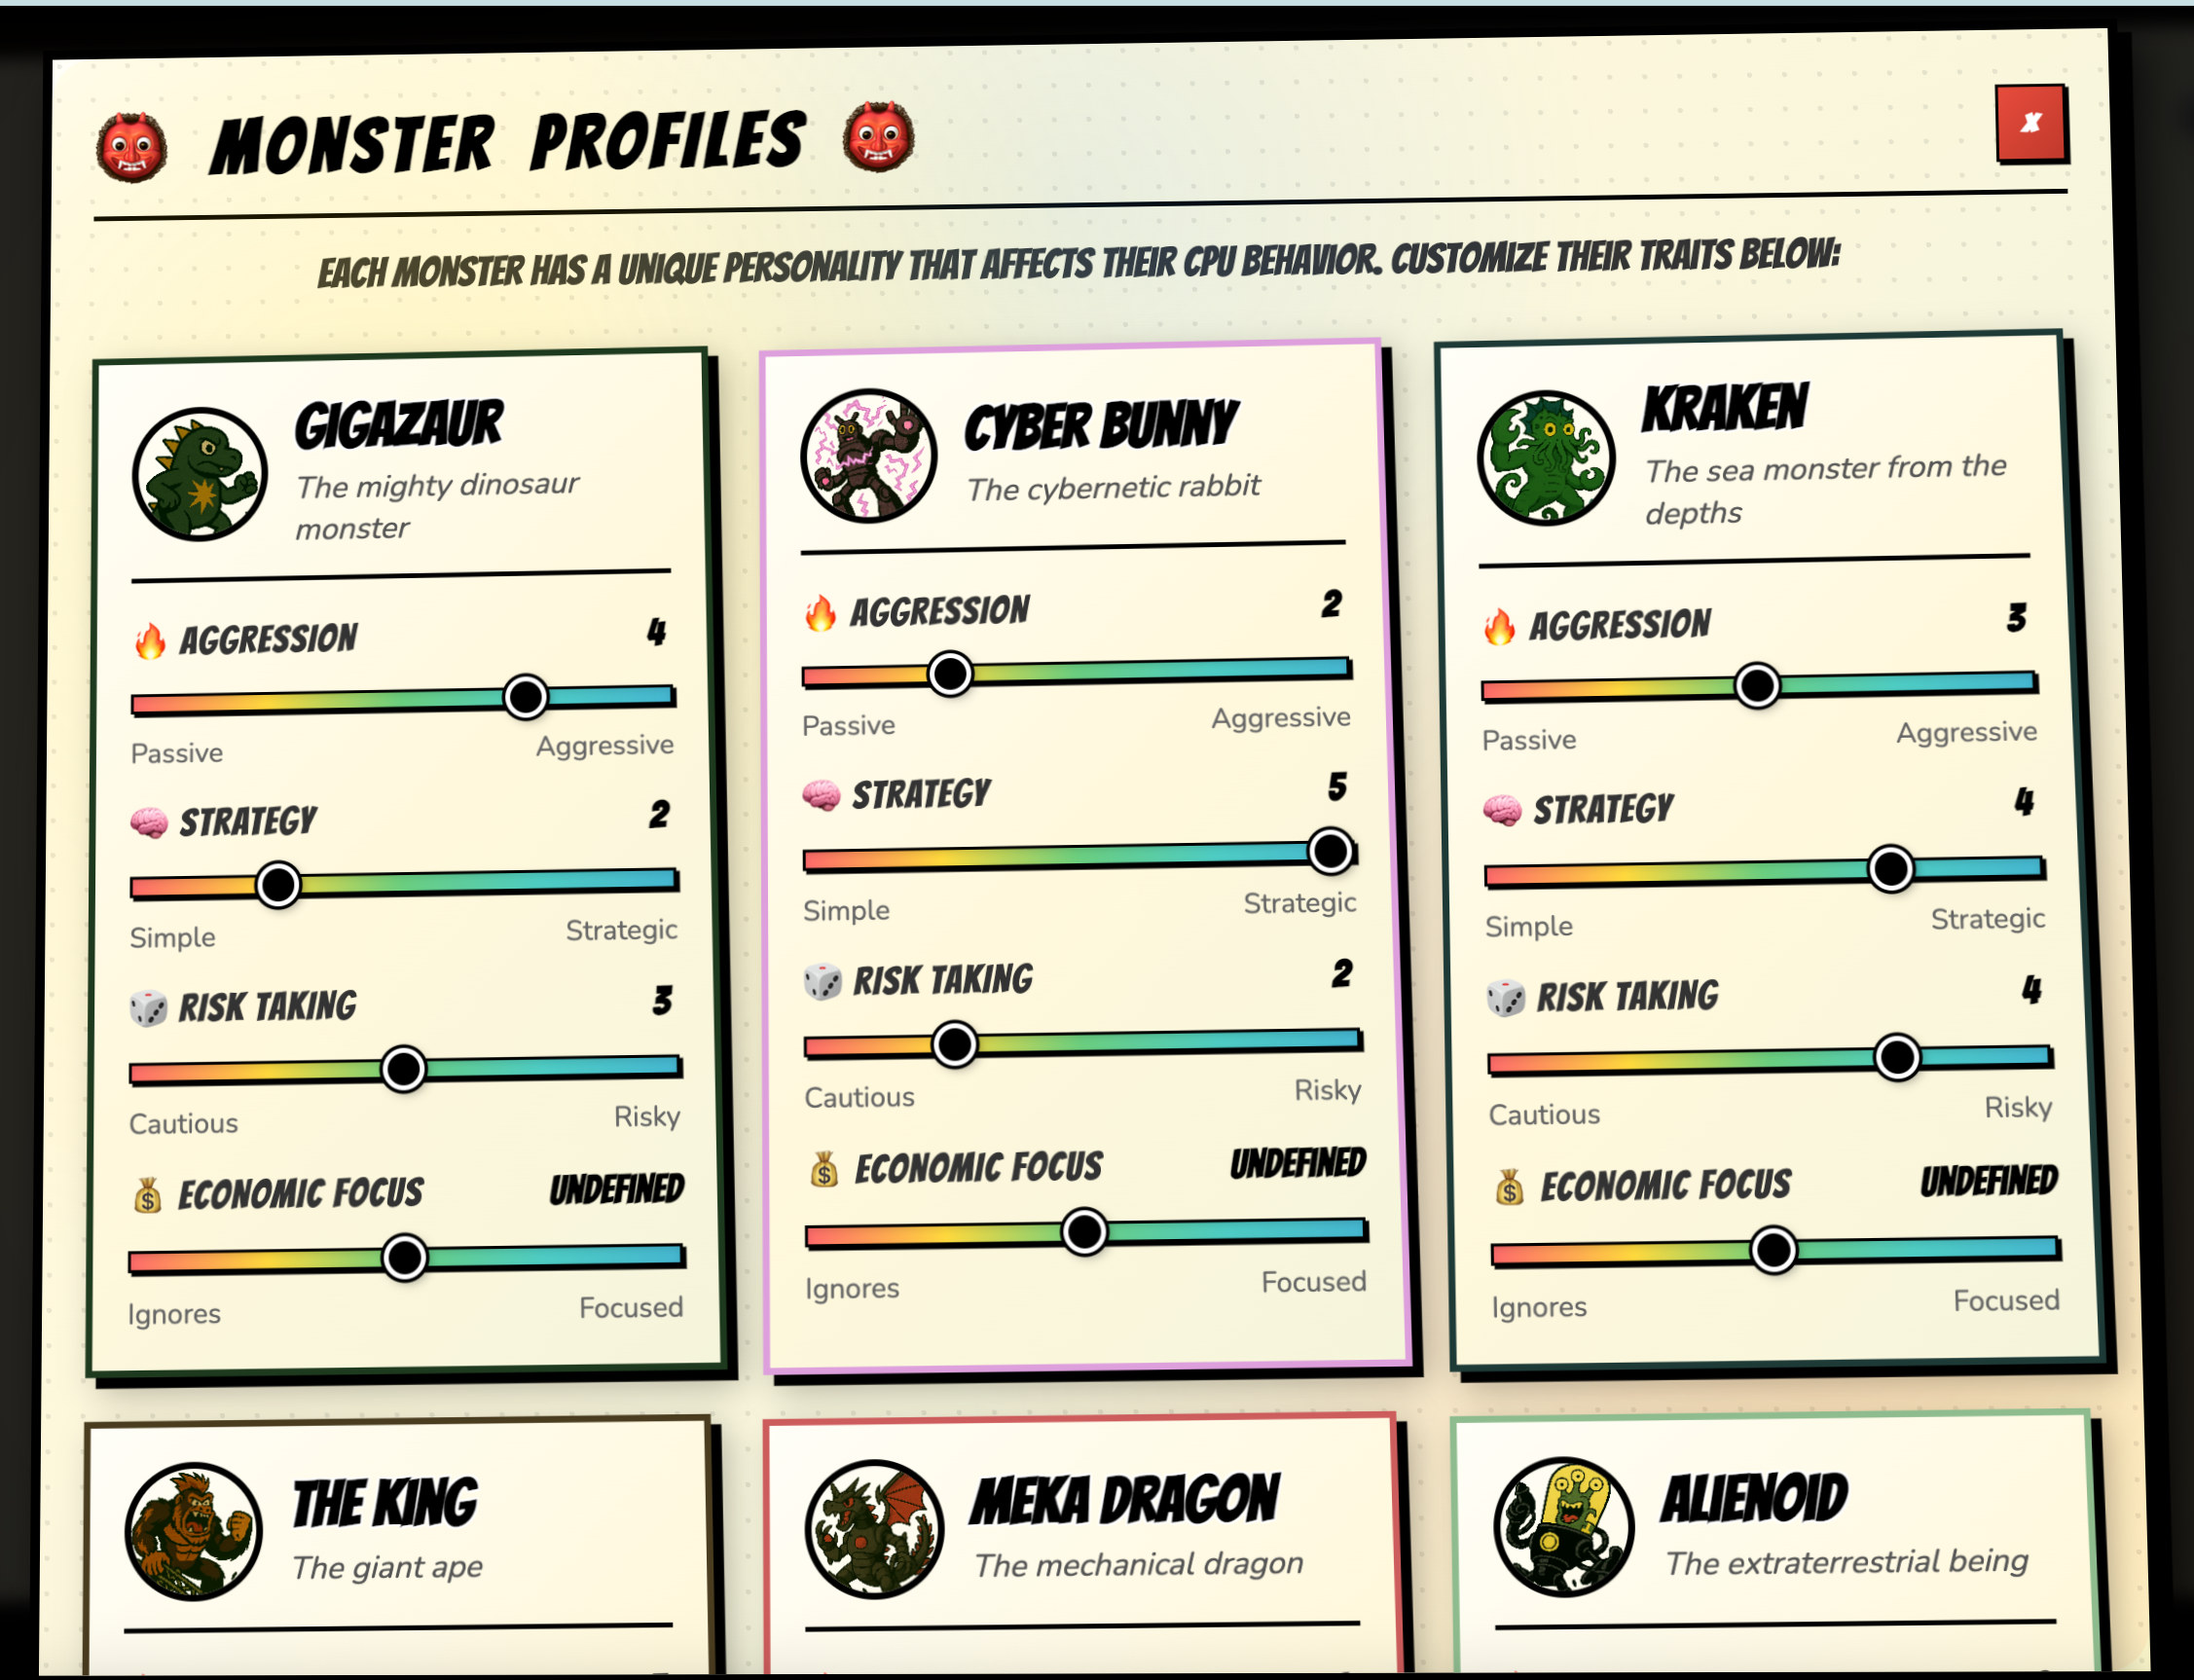 MONSTER PROFILES
X
EACH MONSTER HAS A UNIQUE PERSONALITY THAT AFFECTS THEIR CPU BEHAVIOR. CUSTOMIZE THEIR TRAITS BELOW:
GIGAZAUR
The mighty dinosaur
monster
AGGRESSION 4
Passive Aggressive
STRATEGY 2
Simple Strategic
RISK TAKING 3
Cautious Risky
ECONOMIC FOCUS UNDEFINED
Ignores Focused
CYBER BUNNY
The cybernetic rabbit
AGGRESSION 2
Passive Aggressive
STRATEGY 5
Simple Strategic
RISK TAKING 2
Cautious Risky
ECONOMIC FOCUS UNDEFINED
Ignores Focused
KRAKEN
The sea monster from the
depths
AGGRESSION 3
Passive Aggressive
STRATEGY 4
Simple Strategic
RISK TAKING 4
Cautious Risky
ECONOMIC FOCUS UNDEFINED
Ignores Focused
THE KING
The giant ape
MEKA DRAGON
The mechanical dragon
ALIENOID
The extraterrestrial being